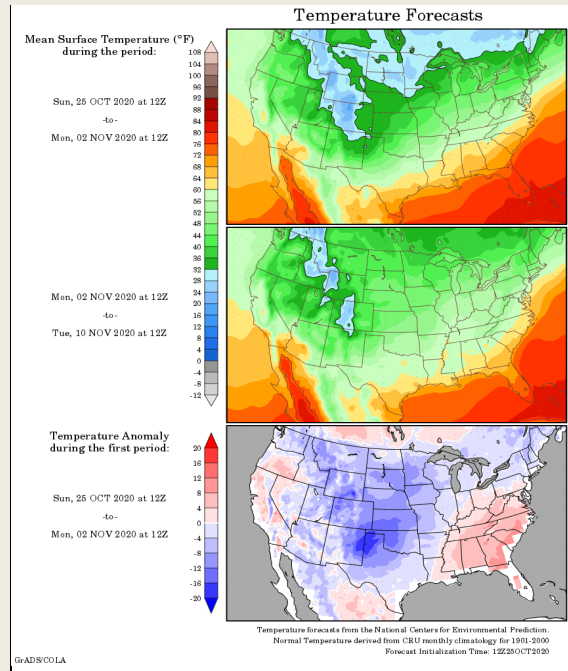 Temperature Forecasts
Mean Surface Temperature (°F)
during the period:
108
104
100
96
92
88
84
80
76
72
68
64
60
56
52
48
44
40
36
32
28
24
20
16
12
8
4
0
-4
-8
-12
Sun, 25 OCT 2020 at 12Z
-to-
Mon, 02 NOV 2020 at 12Z
Mon, 02 NOV 2020 at 12Z
-to-
Tue, 10 NOV 2020 at 12Z
Temperature Anomaly
during the first period:
20
16
12
8
4
0
-4
-8
-12
-16
-20
Sun, 25 OCT 2020 at 12Z
-to-
Mon, 02 NOV 2020 at 12Z
Temperature forecasts from the National Centers for Environmental Prediction.
Normal Temperature derived from CRU monthly climatology for 1901-2000
Forecast Initialization Time: 12Z25OCT2020
GrADS/COLA